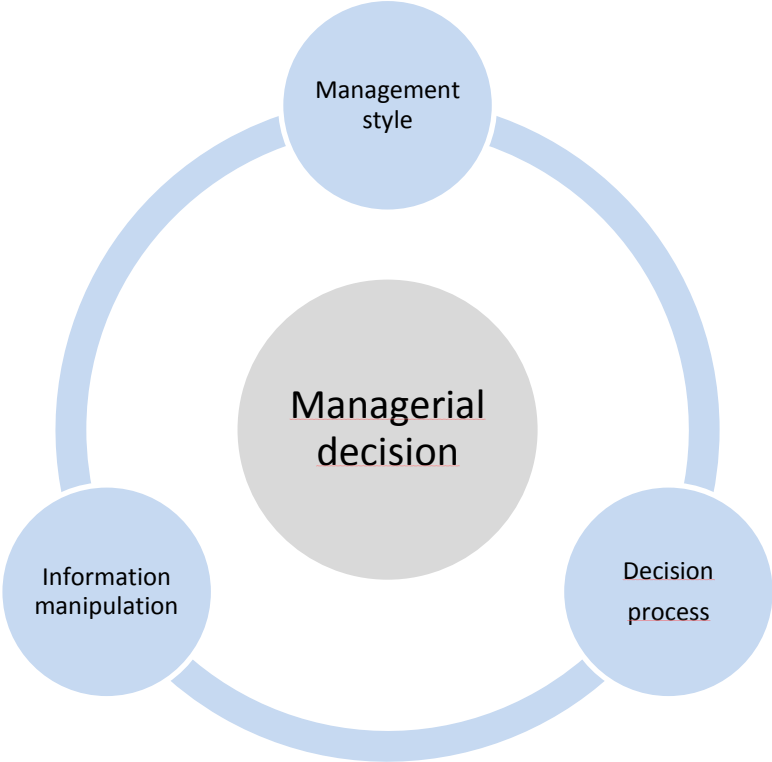 Management
style
Managerial
decision
Information
manipulation
Decision
process